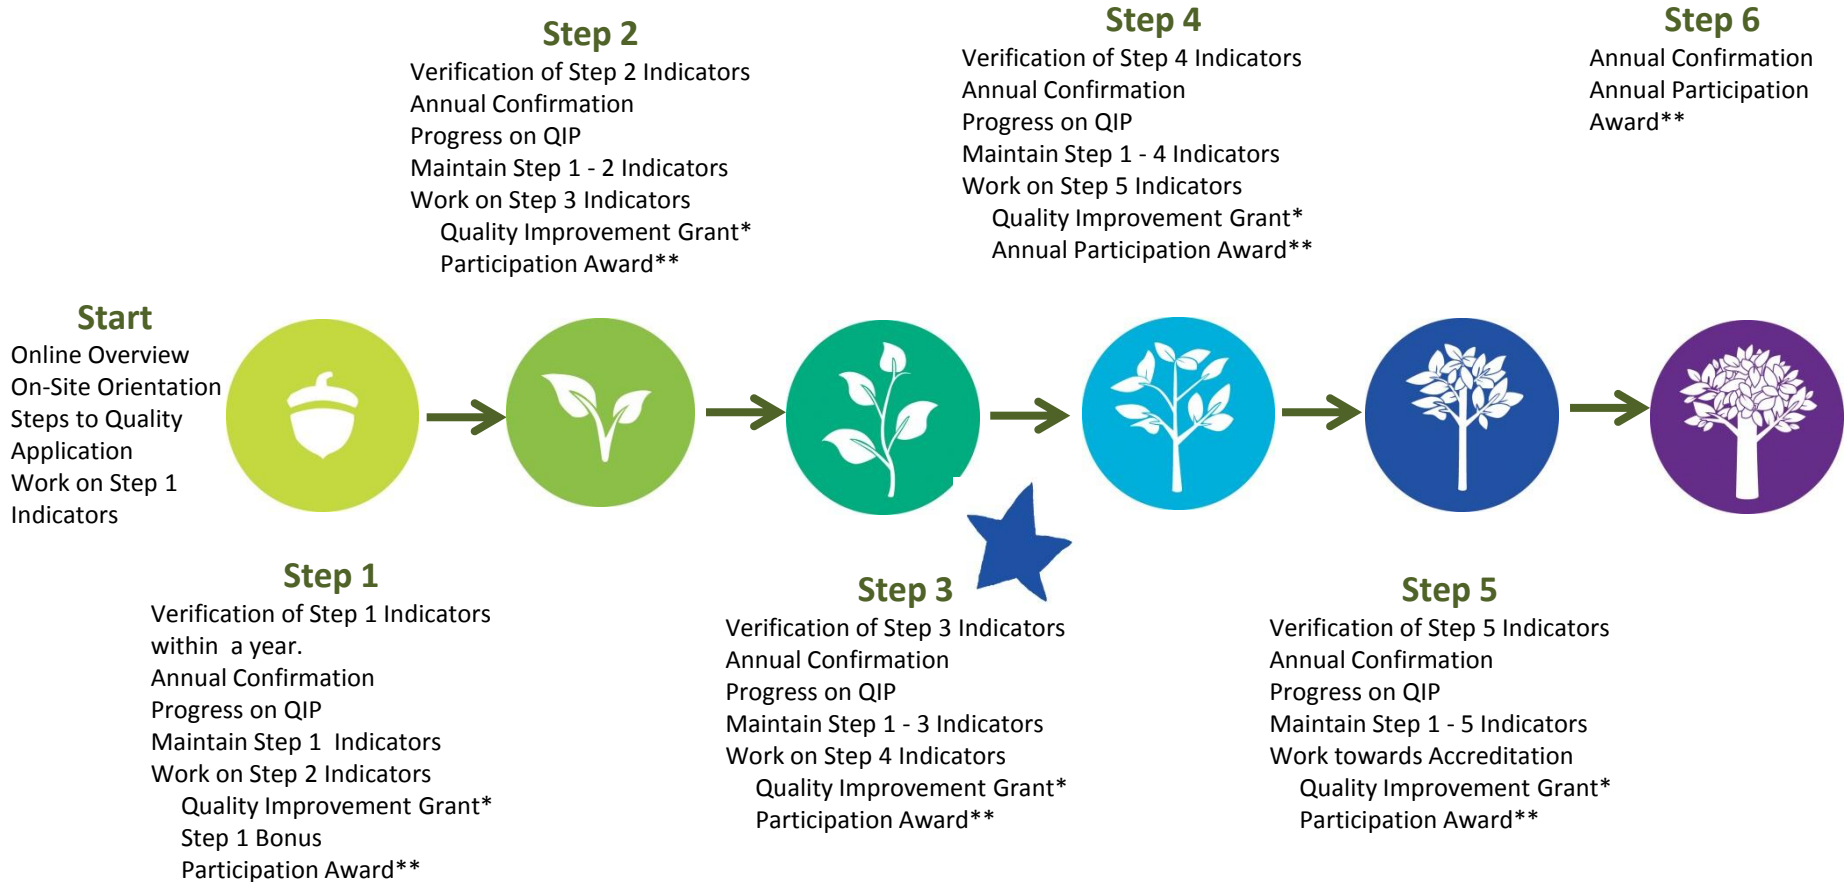 Start
Online Overview
On-Site Orientation
Steps to Quality
Application
Work on Step 1
Indicators
Step 1
Verification of Step 1 Indicators
within a year.
Annual Confirmation
Progress on QIP
Maintain Step 1 Indicators
Work on Step 2 Indicators
Quality Improvement Grant*
Step 1 Bonus
Participation Award**
Step 2
Verification of Step 2 Indicators
Annual Confirmation
Progress on QIP
Maintain Step 1 - 2 Indicators
Work on Step 3 Indicators
Quality Improvement Grant*
Participation Award**
Step 3
Verification of Step 3 Indicators
Annual Confirmation
Progress on QIP
Maintain Step 1 - 3 Indicators
Work on Step 4 Indicators
Quality Improvement Grant*
Participation Award**
Step 4
Verification of Step 4 Indicators
Annual Confirmation
Progress on QIP
Maintain Step 1 - 4 Indicators
Work on Step 5 Indicators
Quality Improvement Grant*
Annual Participation Award**
Step 5
Verification of Step 5 Indicators
Annual Confirmation
Progress on QIP
Maintain Step 1 - 5 Indicators
Work towards Accreditation
Quality Improvement Grant*
Participation Award**
Step 6
Annual Confirmation
Annual Participation
Award**